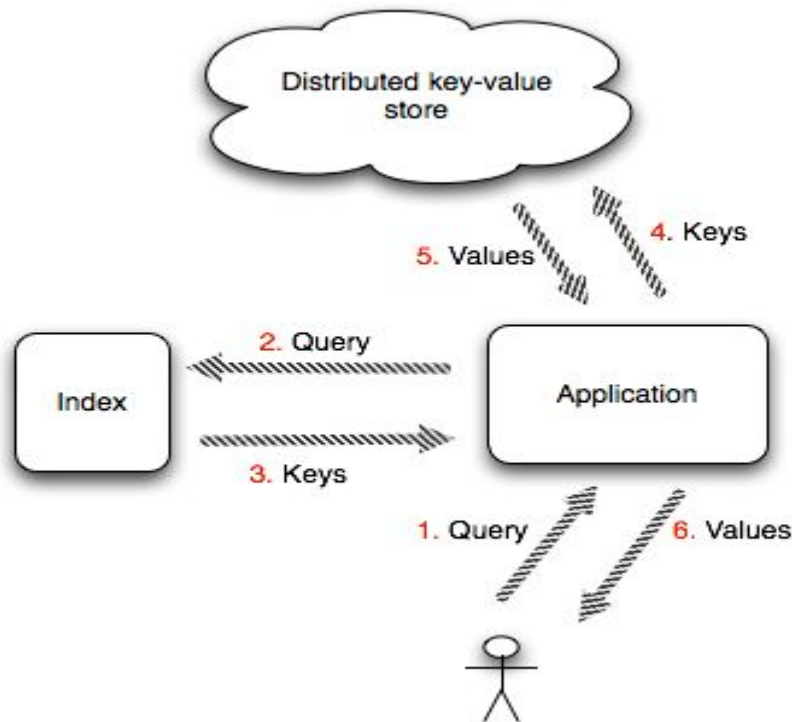 Distributed key-value
store
5. Values
4. Keys
2. Query
Index
Application
3. Keys
1. Query
6. Values